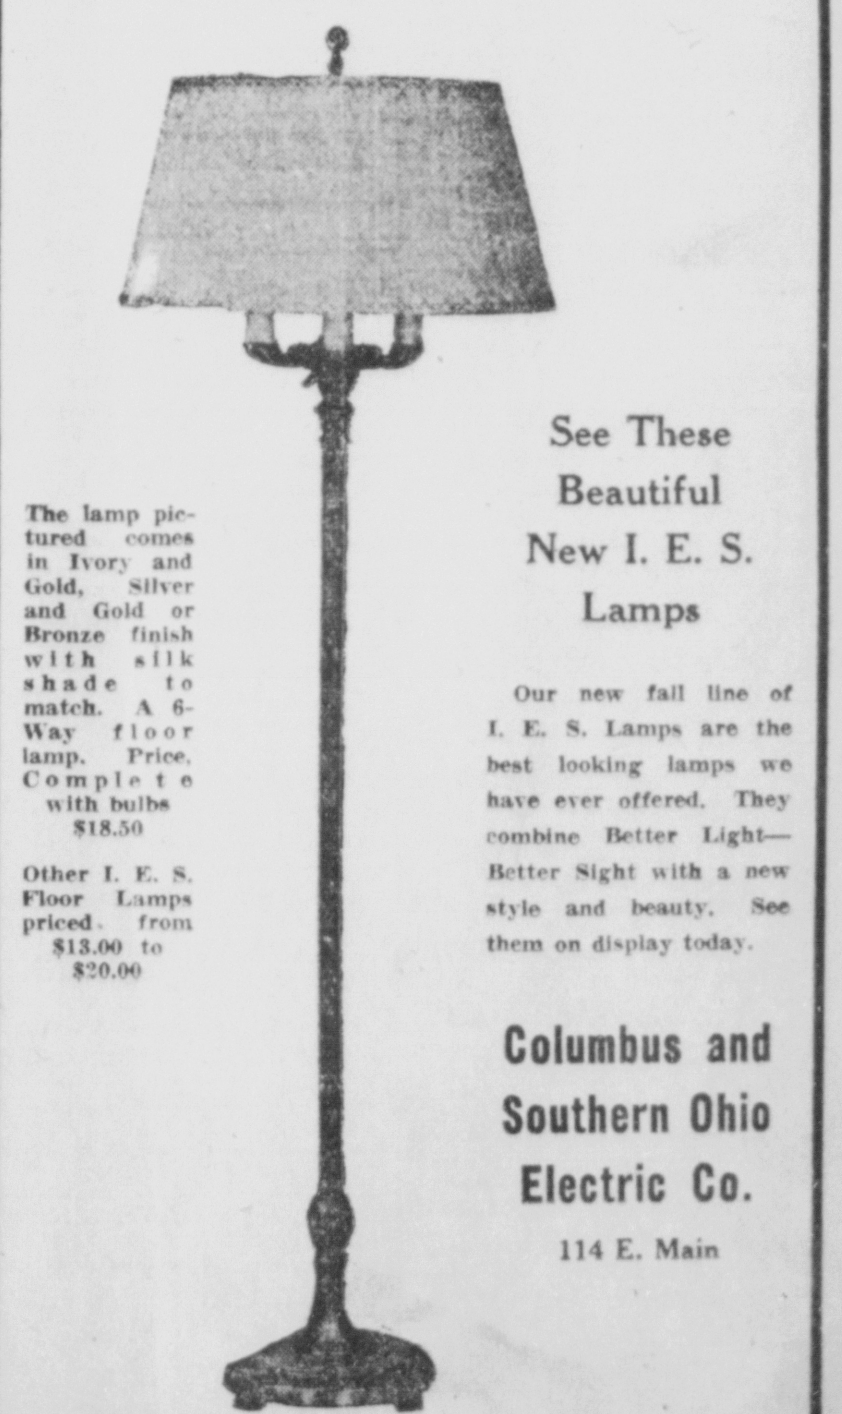 The lamp pic-
tured comes
in Ivory and
Gold, Silver
and Gold or
Bronze finish
with silk
shade to
match. A 6-
Way floor
lamp. Price,
Complete
with bulbs
$18.50
Other I. E. S.
Floor Lamps
priced from
$13.00 to
$20.00
See These
Beautiful
New I. E. S.
Lamps
Our new fall line of
I. E. S. Lamps are the
best looking lamps we
have ever offered. They
combine Better Light—
Better Sight with a new
style and beauty. See
them on display today.
Columbus and
Southern Ohio
Electric Co.
114 E. Main